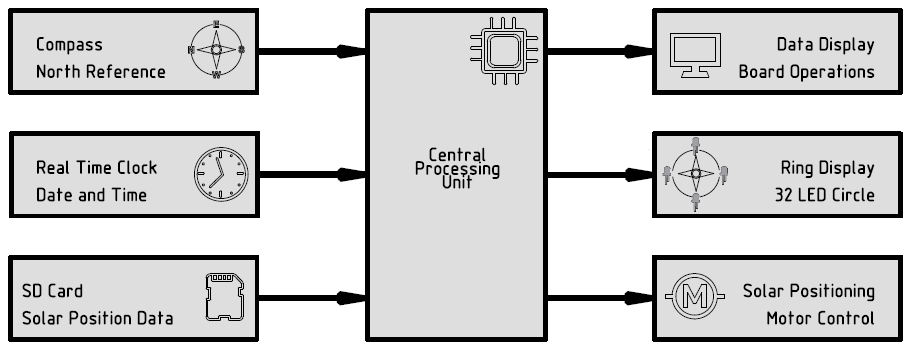 Compass
North Reference
Real Time Clock
Date and Time
SD Card
Solar Position Data
Central
Processing
Unit
Data Display
Board Operations
Ring Display
32 LED Circle
M
Solar Positioning
Motor Control